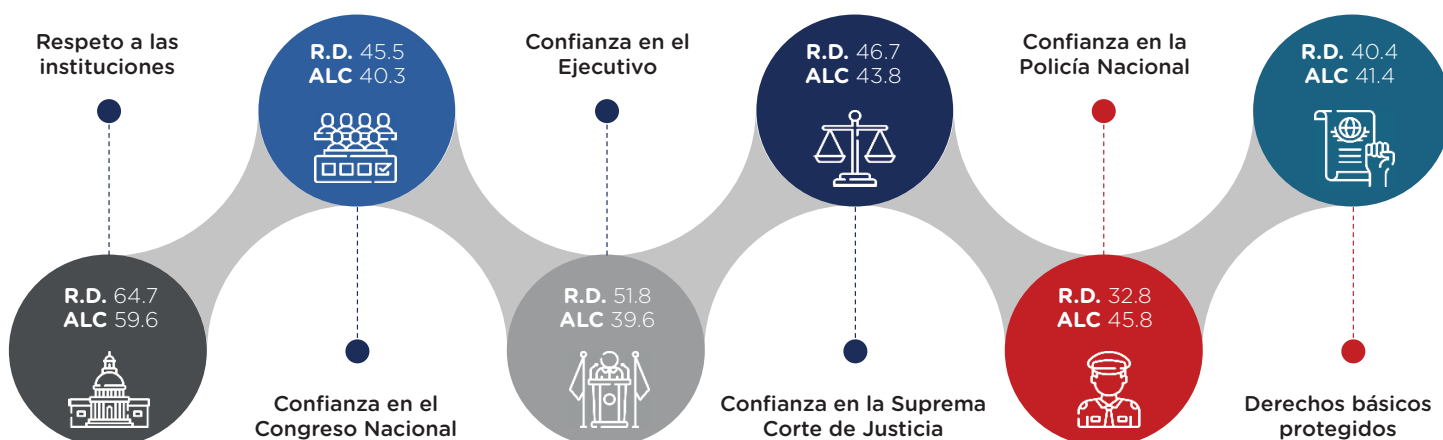 Respeto a las
instituciones
R.D. 64.7
ALC 59.6
R.D. 45.5
ALC 40.3
Confianza en el
Congreso Nacional
Confianza en el
Ejecutivo
R.D. 51.8
ALC 39.6
R.D. 46.7
ALC 43.8
Confianza en la Suprema
Corte de Justicia
Confianza en la
Policía Nacional
R.D. 32.8
ALC 45.8
R.D. 40.4
ALC 41.4
Derechos básicos
protegidos